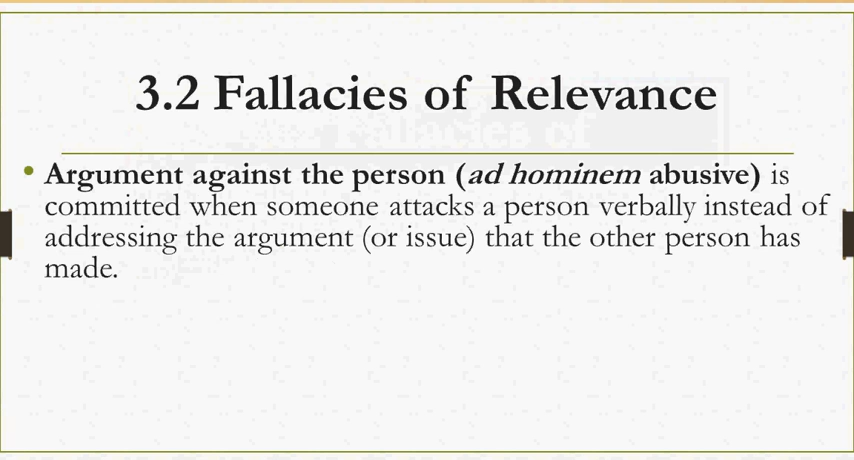 3.2 Fallacies of Relevance
• Argument against the person (ad hominem abusive) is
committed when someone attacks a person verbally instead of
addressing the argument (or issue) that the other person has
made.